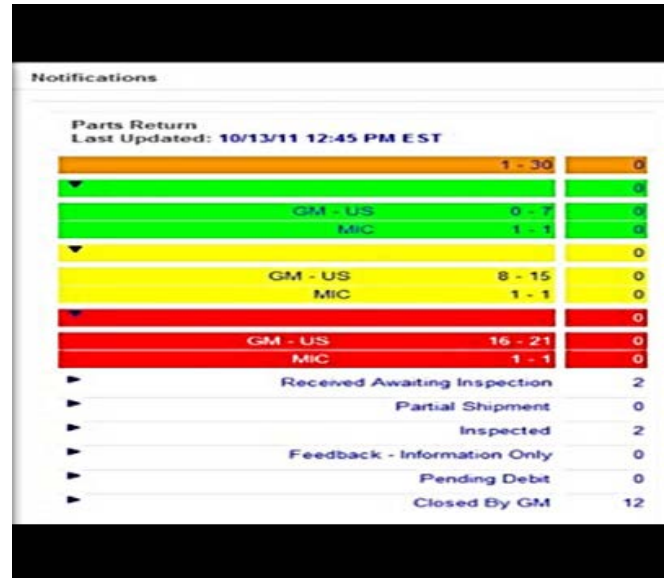 Notifications
Parts Return
Last Updated: 10/13/11 12:45 PM EST
1 - 30 0
0
GM - US 0 - 7 0
MIC 1 - 1 0
0
GM - US 8 - 15 0
MIC 1 - 1 0
0
GM - US 16 - 21 0
MIC 1 - 1 0
Received Awaiting Inspection 2
Partial Shipment 0
Inspected 2
Feedback - Information Only 0
Pending Debit 0
Closed By GM 12